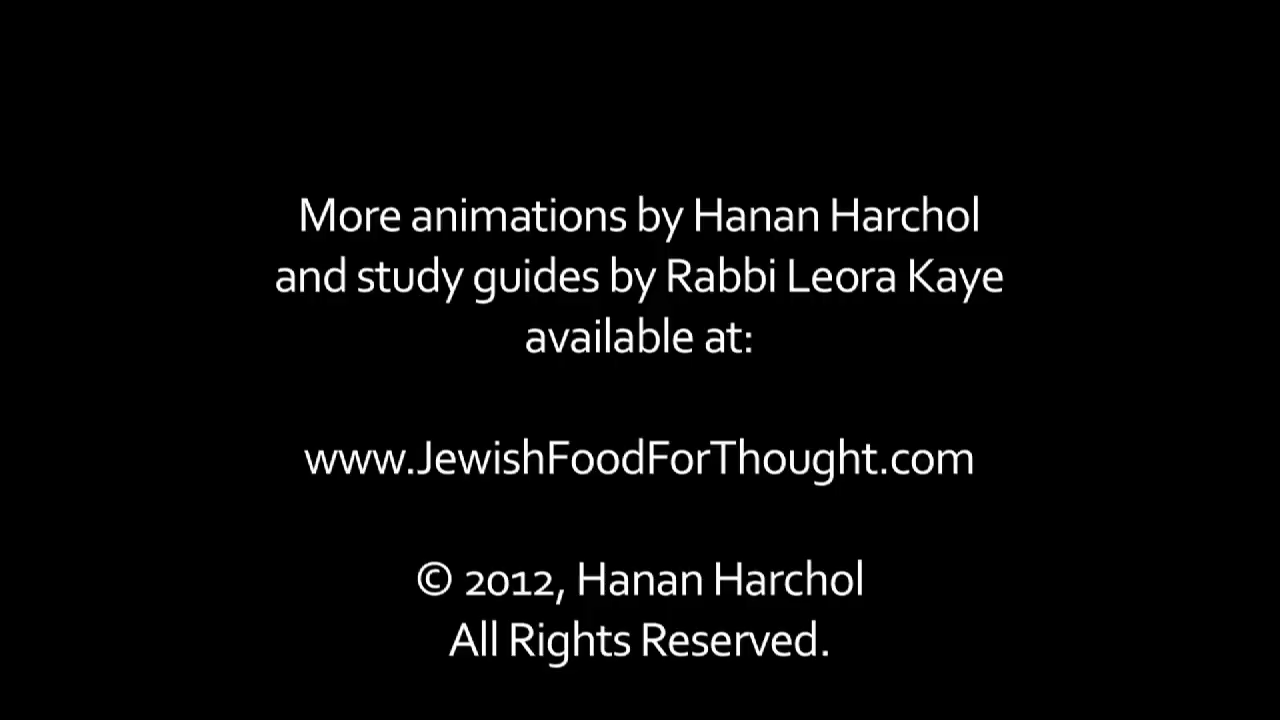 More animations by Hanan Harchol
and study guides by Rabbi Leora Kaye
available at:
www.JewishFoodForThought.com
© 2012, Hanan Harchol
All Rights Reserved.